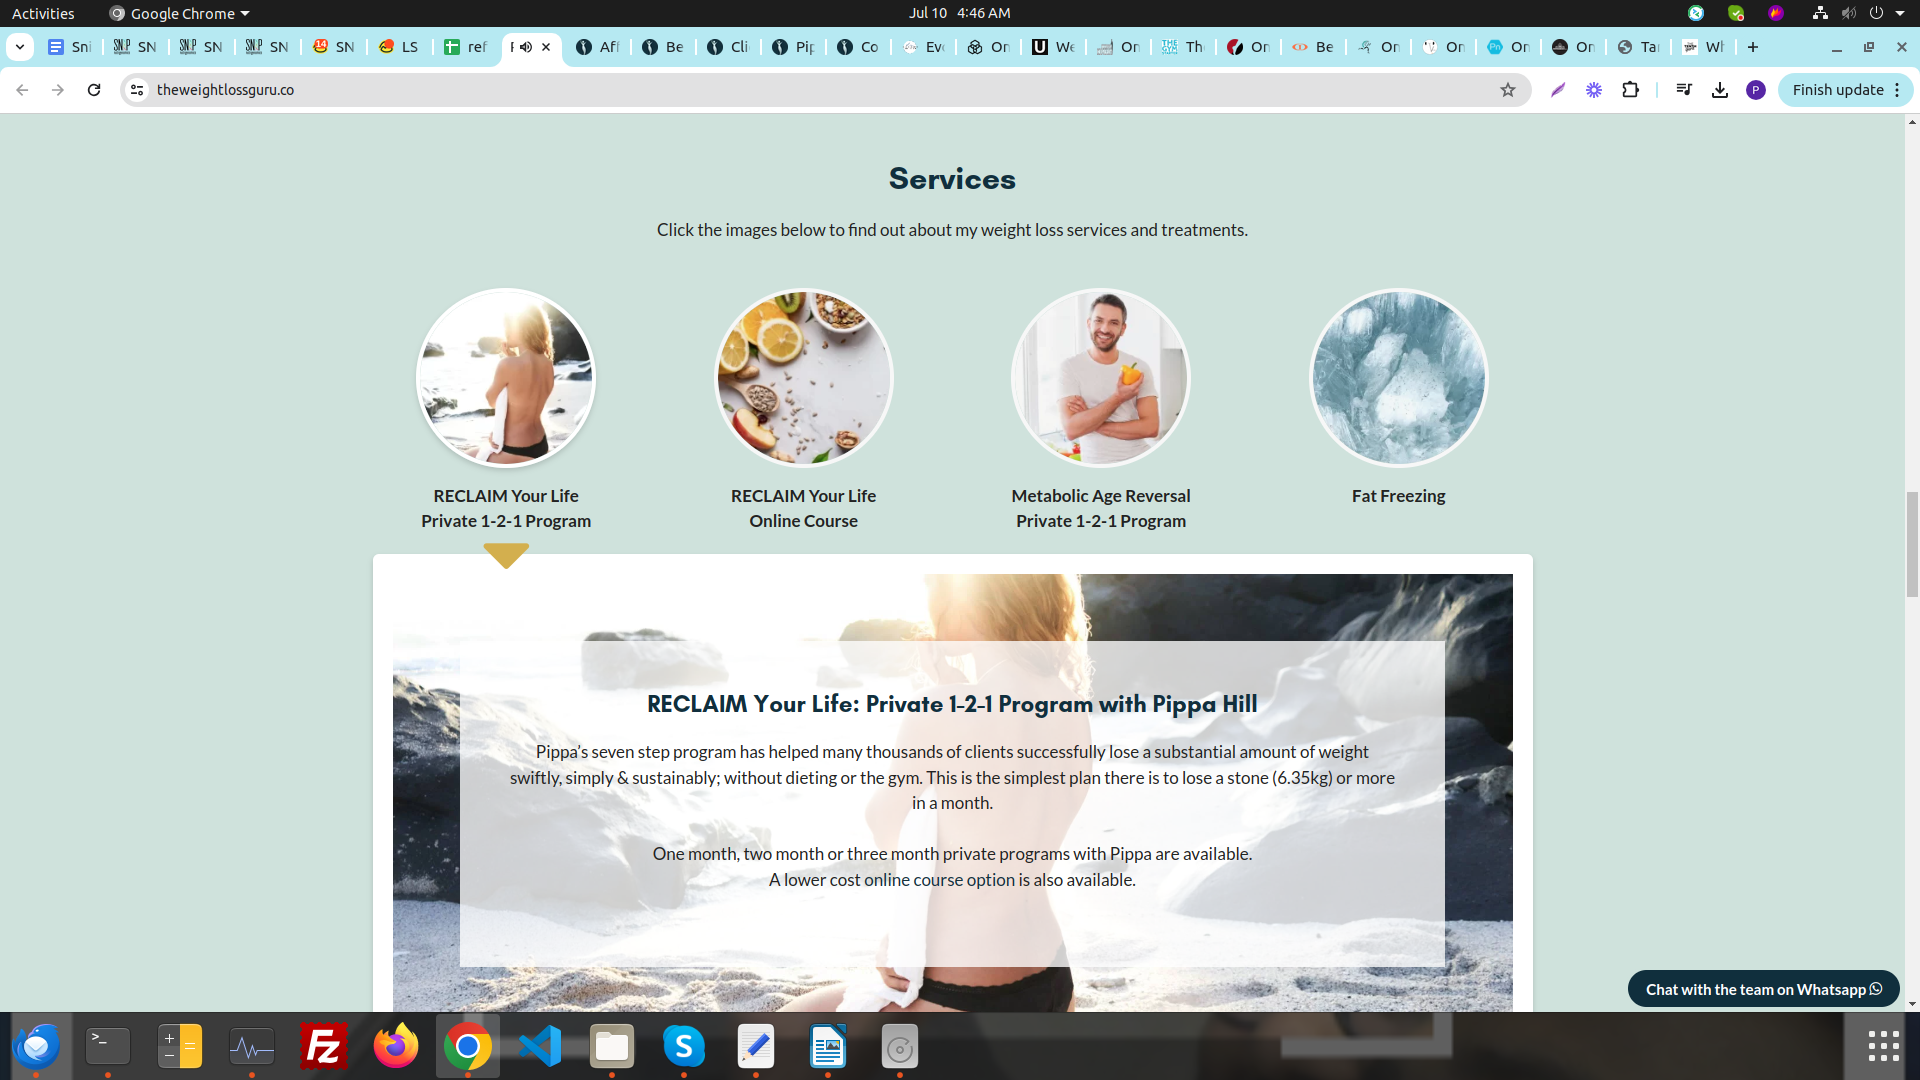 Activities
Google Chrome
Jul 10 4:46 AM
Sni
SN
SN
SN
SN
LS
ref
Aff
Be
Cli
Pip
Co
Eve
On
We
On
Th
On
Be
On
On
On
On
Tar
Wh
theweightlossguru.co
P
Finish update
Services
Click the images below to find out about my weight loss services and treatments.
RECLAIM Your Life
Private 1-2-1 Program
RECLAIM Your Life
Online Course
Metabolic Age Reversal
Private 1-2-1 Program
Fat Freezing
RECLAIM Your Life: Private 1-2-1 Program with Pippa Hill
Pippa’s seven step program has helped many thousands of clients successfully lose a substantial amount of weight
swiftly, simply & sustainably; without dieting or the gym. This is the simplest plan there is to lose a stone (6.35kg) or more
in a month.
One month, two month or three month private programs with Pippa are available.
A lower cost online course option is also available.
Chat with the team on Whatsapp